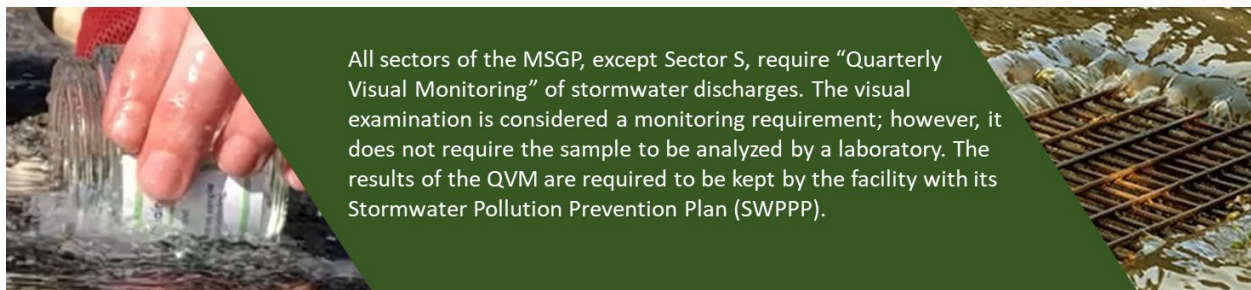 All sectors of the MSGP, except Sector S, require “Quarterly
Visual Monitoring” of stormwater discharges. The visual
examination is considered a monitoring requirement; however, it
does not require the sample to be analyzed by a laboratory. The
results of the QVM are required to be kept by the facility with its
Stormwater Pollution Prevention Plan (SWPPP).